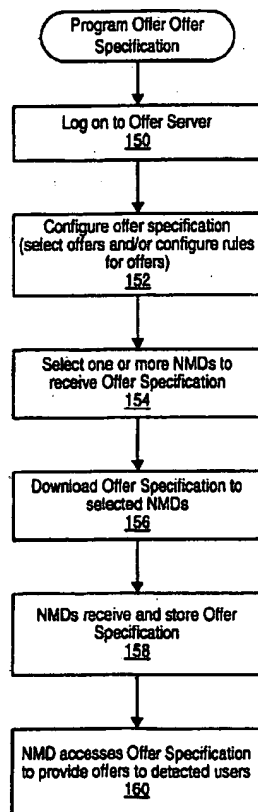 Program Offer Offer
Specification
Log on to Offer Server
150
Configure offer specification
(select offers and/or configure rules
for offers)
152
Select one or more NMDs to
receive Offer Specification
154
Download Offer Specification to
selected NMDs
156
NMDs receive and store Offer
Specification
158
NMD accesses Offer Specification
to provide offers to detected users
160